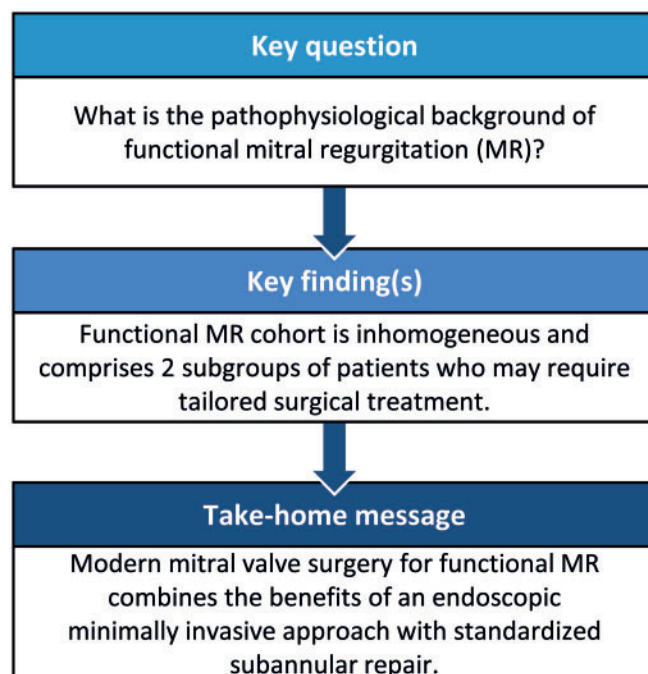 Key question
What is the pathophysiological background of
functional mitral regurgitation (MR)?
Key finding(s)
Functional MR cohort is inhomogeneous and
comprises 2 subgroups of patients who may require
tailored surgical treatment.
Take-home message
Modern mitral valve surgery for functional MR
combines the benefits of an endoscopic
minimally invasive approach with standardized
subannular repair.